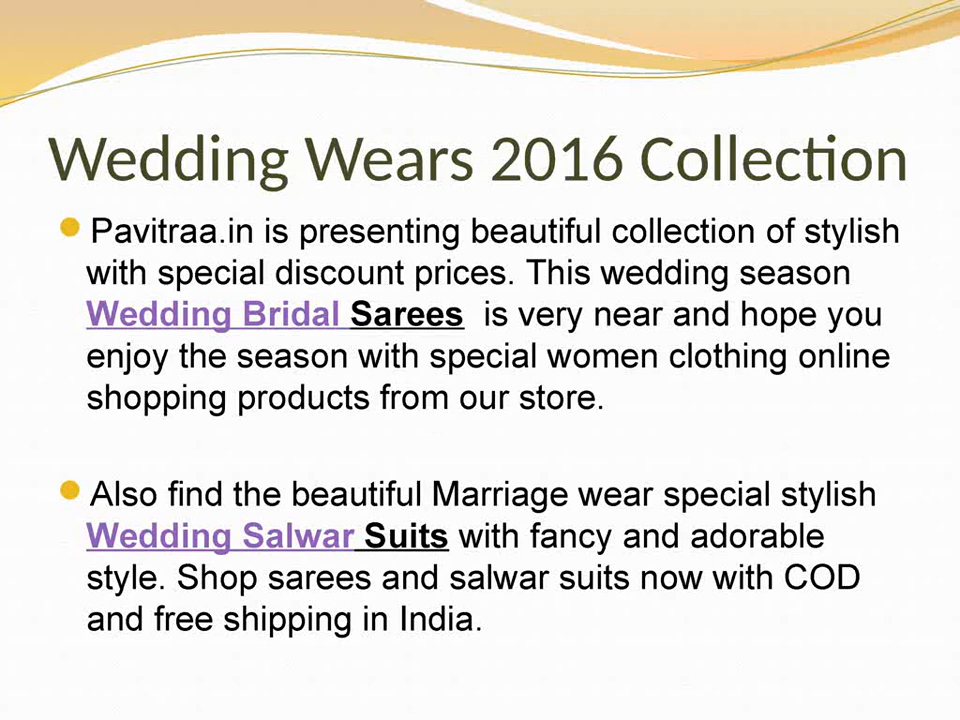 Wedding Wears 2016 Collection
Pavitraa.in is presenting beautiful collection of stylish
with special discount prices. This wedding season
Wedding Bridal Sarees is very near and hope you
enjoy the season with special women clothing online
shopping products from our store.
Also find the beautiful Marriage wear special stylish
Wedding Salwar Suits with fancy and adorable
style. Shop sarees and salwar suits now with COD
and free shipping in India.